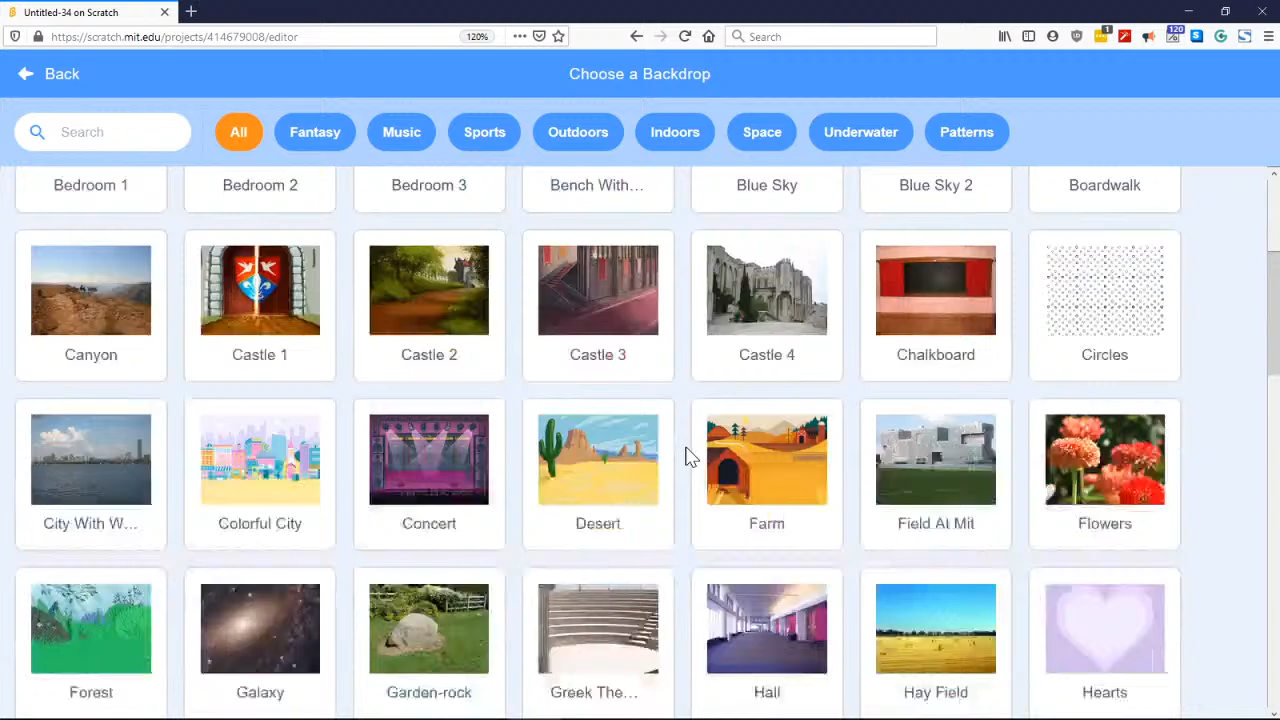 Untitled-34 on Scratch
https://scratch.mit.edu/projects/414679008/editor
120%
Search
1
120
Back
Choose a Backdrop
Search
All
Fantasy
Music
Sports
Outdoors
Indoors
Space
Underwater
Patterns
Bedroom 1
Bedroom 2
Bedroom 3
Bench With...
Blue Sky
Blue Sky 2
Boardwalk
Canyon
Castle 1
Castle 2
Castle 3
Castle 4
Chalkboard
Circles
City With W...
Colorful City
Concert
Desert
Farm
Field At Mit
Flowers
Forest
Galaxy
Garden-rock
Greek The...
Hall
Hay Field
Hearts